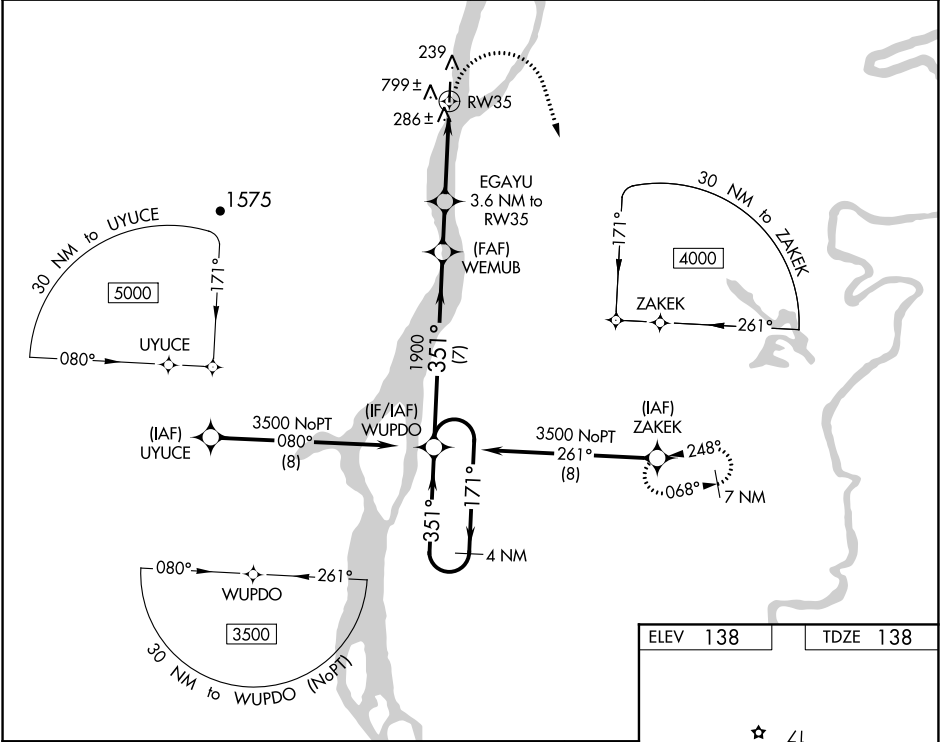 239
799±
RW35
286±
EGAYU
3.6 NM to
RW35
(FAF)
WEMUB
1575
30 NM to UYUCE
171°
5000
UYUCE
080°
30 NM to ZAKEK
171°
4000
ZAKEK
261°
1900
351°
(7)
(IF/IAF)
WUPDO
(IAF)
UYUCE
3500 NoPT
080°
(8)
(IAF)
ZAKEK
3500 NoPT
261°
(8)
248°
068°
7 NM
351°
171°
4 NM
080°
261°
WUPDO
3500
30 NM to WUPDO (NoPT)
ELEV 138
TDZE 138